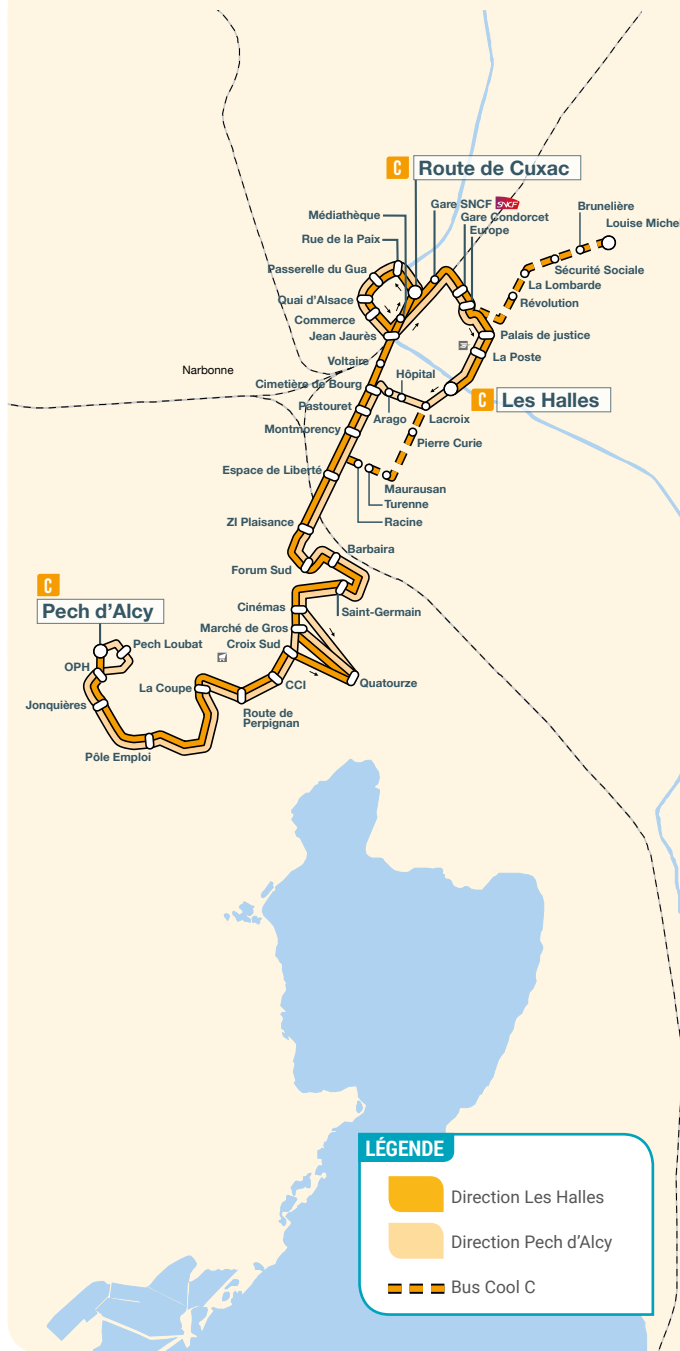 C Route de Cuxac
Gare SNCF SNCF
Gare Condorcet
Europe
Médiathèque
Rue de la Paix
Brunelière
Louise Michel
Passerelle du Gua
Sécurité Sociale
La Lombarde
Révolution
Quai d'Alsace
Commerce
Jean Jaurès
Palais de justice
La Poste
Voltaire
Narbonne
Hôpital
Cimetière de Bourg
C Les Halles
Pastouret
Arago
Lacroix
Montmorency
Pierre Curie
Espace de Liberté
Maurausan
Turenne
Racine
ZI Plaisance
Barbaira
Forum Sud
C
Pech d'Alcy
Cinémas
Saint-Germain
Marché de Gros
Croix Sud
Pech Loubat
OPH
La Coupe
CCI
Quatourze
Jonquières
Route de
Perpignan
Pôle Emploi
LÉGENDE
Direction Les Halles
Direction Pech d'Alcy
Bus Cool C